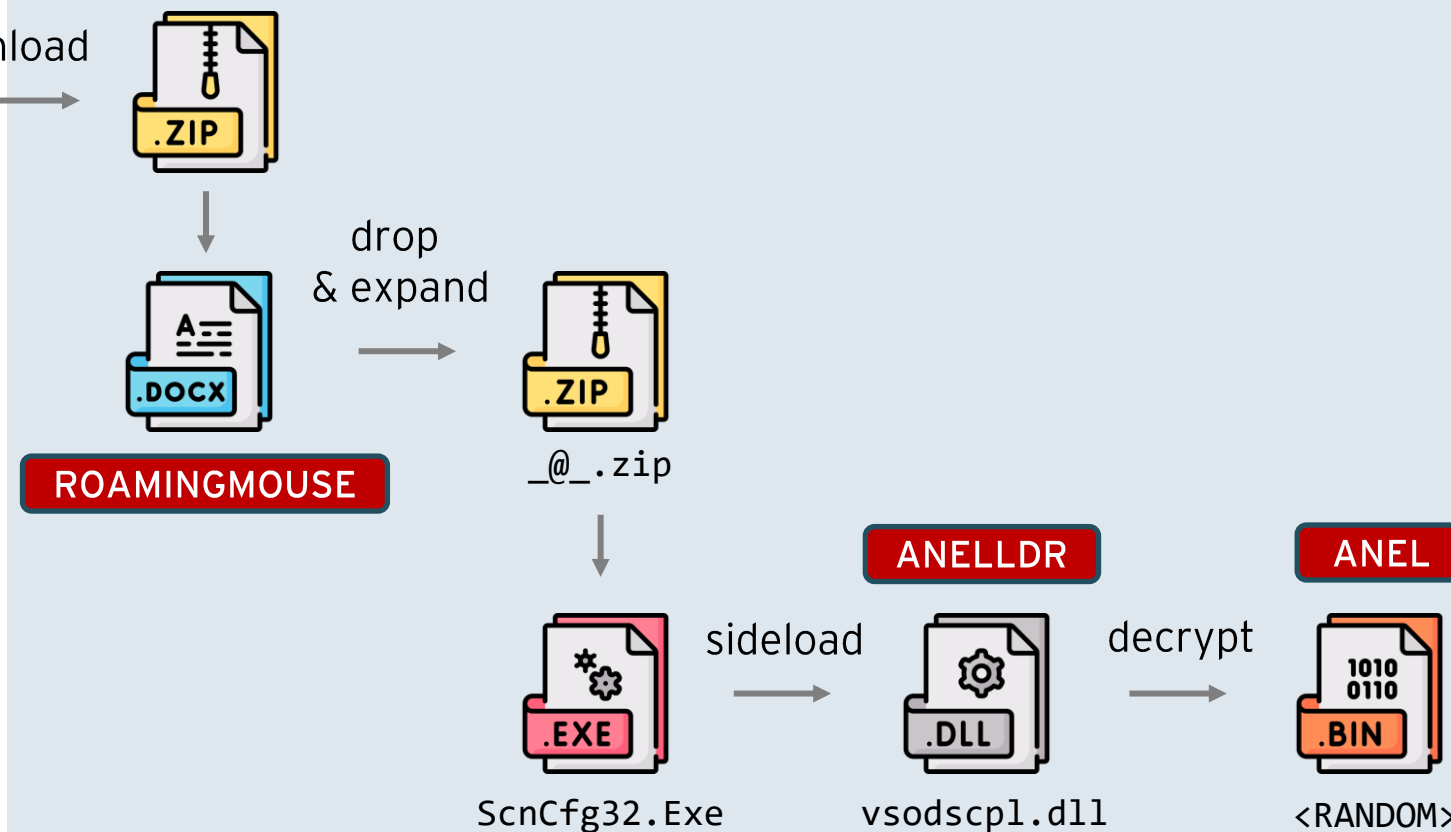 nload
.ZIP
drop
& expand
A
.DOCX
.ZIP
ROAMINGMOUSE
_@_.zip
ANELLDR
ANEL
sideload
decrypt
1010
0110
.EXE
.DLL
.BIN
ScnCfg32.Exe
vsodscpl.dll
<RANDOM>